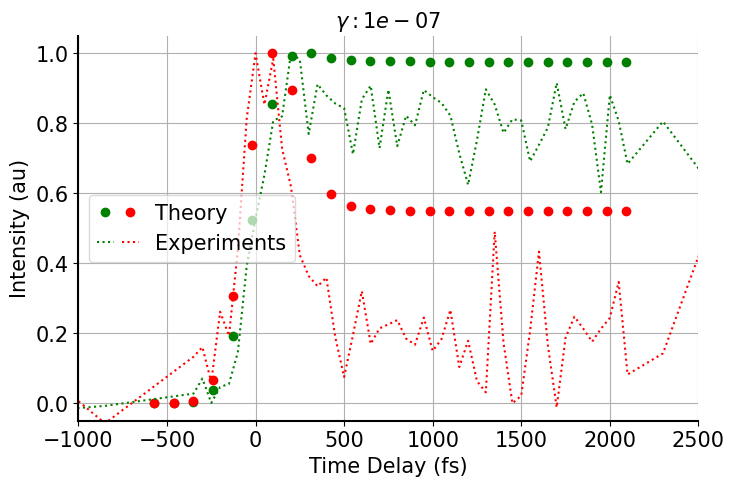 γ : 1e − 07
1.0
0.8
0.6
0.4
0.2
0.0
Intensity (au)
Theory
Experiments
−1000 −500 0 500 1000 1500 2000 2500
Time Delay (fs)